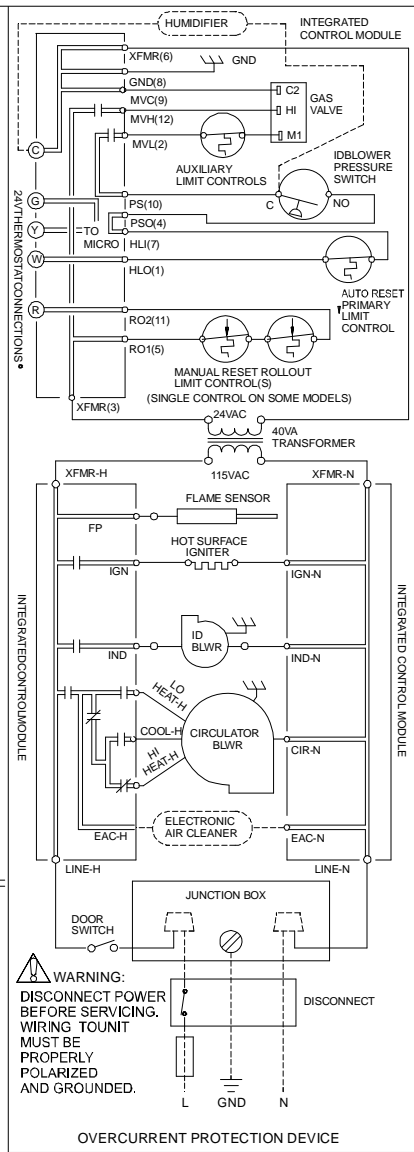 HUMIDIFIER
INTEGRATED
CONTROL MODULE
XFMR(6)
GND
GND(8)
MVC(9)
MVH(12)
MVL(2)
C2
HI
M1
GAS
VALVE
AUXILIARY
LIMIT CONTROLS
IDBLOWER
PRESSURE
SWITCH
C
NO
C
G
Y
W
R
24VTHERMOSTATCONNECTIONS
TO
MICRO
PS(10)
PSO(4)
HLI(7)
HLO(1)
AUTO RESET
PRIMARY
LIMIT
CONTROL
RO2(11)
RO1(5)
MANUAL RESET ROLLOUT
LIMIT CONTROL(S)
(SINGLE CONTROL ON SOME MODELS)
XFMR(3)
24VAC
40VA
TRANSFORMER
115VAC
XFMR-H
XFMR-N
FLAME SENSOR
FP
HOT SURFACE
IGNITER
IGN
IGN-N
INTEGRATEDCONTROLMODULE
INTEGRATED CONTROL MODULE
ID
BLWR
IND
IND-N
LO
HEAT-H
COOL-H
HI
HEAT-H
CIRCULATOR
BLWR
CIR-N
ELECTRONIC
AIR CLEANER
EAC-H
EAC-N
LINE-H
LINE-N
JUNCTION BOX
DOOR
SWITCH
WARNING:
DISCONNECT POWER
BEFORE SERVICING.
WIRING TOUNIT
MUST BE
PROPERLY
POLARIZED
AND GROUNDED.
DISCONNECT
L
GND
N
OVERCURRENT PROTECTION DEVICE